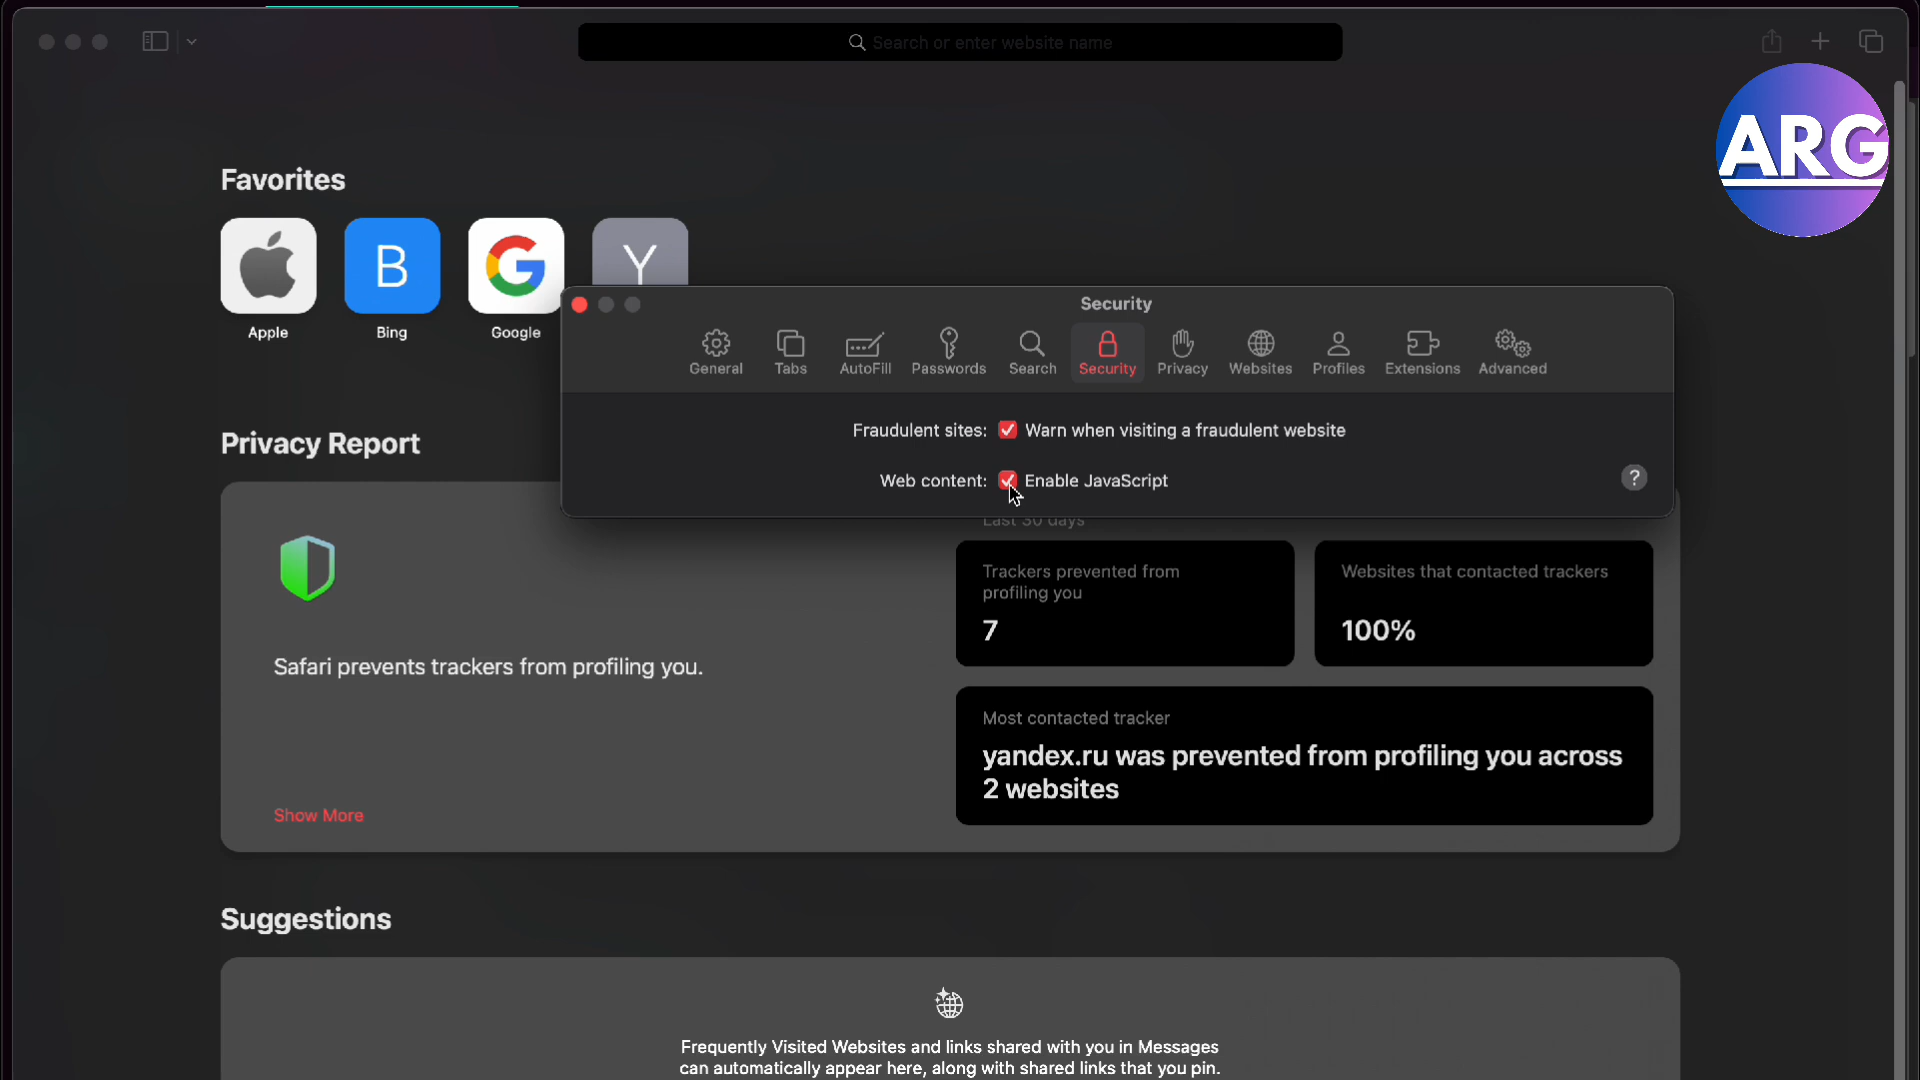 Search or enter website name
ARG
Favorites
B
Y
Apple
Bing
Google
Security
General
Tabs
AutoFill
Passwords
Search
Security
Privacy
Websites
Profiles
Extensions
Advanced
Fraudulent sites:
Warn when visiting a fraudulent website
Web content:
Enable JavaScript
?
Privacy Report
Last 30 days
Safari prevents trackers from profiling you.
Show More
Trackers prevented from
profiling you
7
Websites that contacted trackers
100%
Most contacted tracker
yandex.ru was prevented from profiling you across
2 websites
Suggestions
Frequently Visited Websites and links shared with you in Messages
can automatically appear here, along with shared links that you pin.